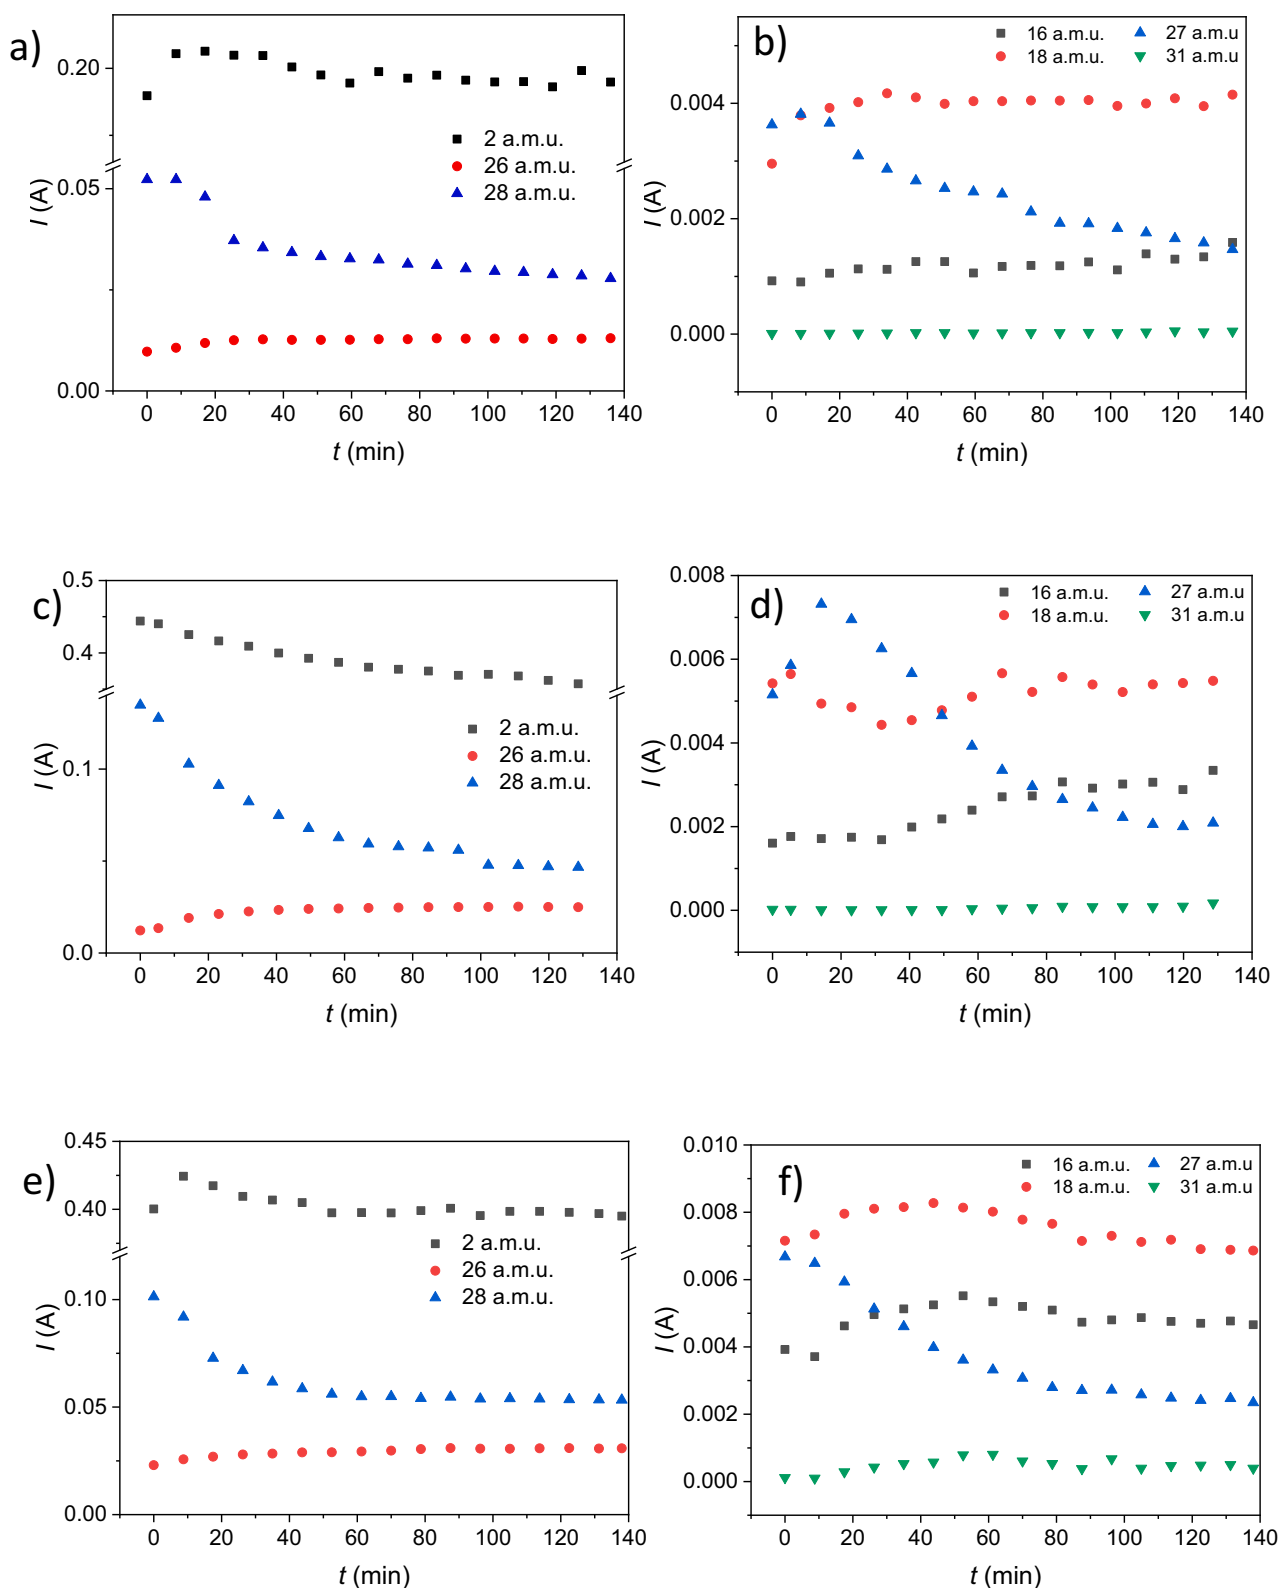 a)
0.20
0.05
0.00
I (A)
2 a.m.u.
26 a.m.u.
28 a.m.u.
0 20 40 60 80 100 120 140
t (min)
b)
16 a.m.u. 27 a.m.u
18 a.m.u. 31 a.m.u
0.004
0.002
0.000
I (A)
0 20 40 60 80 100 120 140
t (min)
c)
0.5
0.4
0.1
0.0
I (A)
2 a.m.u.
26 a.m.u.
28 a.m.u.
0 20 40 60 80 100 120 140
t (min)
d)
16 a.m.u. 27 a.m.u
18 a.m.u. 31 a.m.u
0.008
0.006
0.004
0.002
0.000
I (A)
0 20 40 60 80 100 120 140
t (min)
e)
0.45
0.40
0.10
0.05
0.00
I (A)
2 a.m.u.
26 a.m.u.
28 a.m.u.
0 20 40 60 80 100 120 140
t (min)
f)
16 a.m.u. 27 a.m.u
18 a.m.u. 31 a.m.u
0.010
0.008
0.006
0.004
0.002
0.000
I (A)
0 20 40 60 80 100 120 140
t (min)